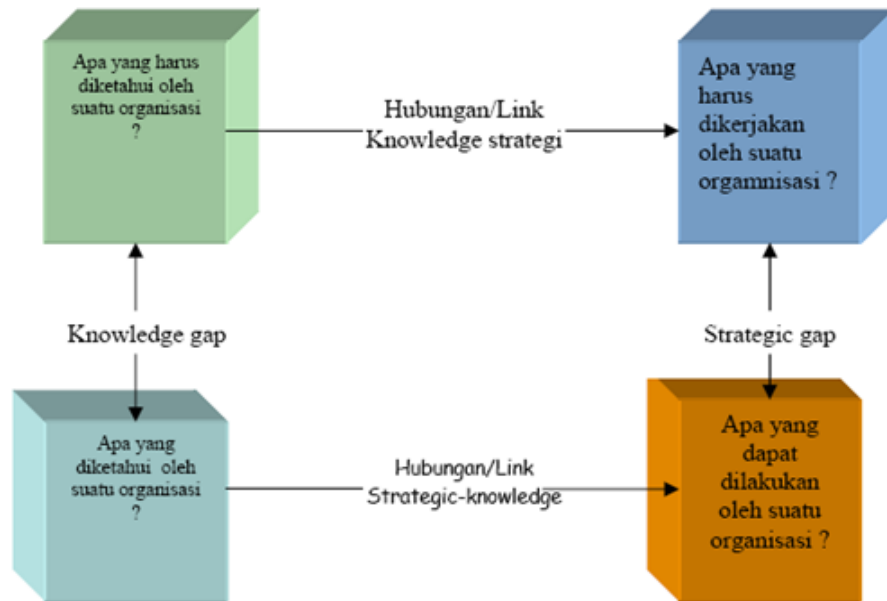 Apa yang harus
diketahui oleh
suatu organisasi
?
Hubungan/Link
Knowledge strategi
Apa yang
harus
dikerjakan
oleh suatu
orgamnisasi ?
Knowledge gap
Strategic gap
Apa yang
diketahui oleh
suatu organisasi
?
Hubungan/Link
Strategic-knowledge
Apa yang
dapat
dilakukan
oleh suatu
organisasi ?